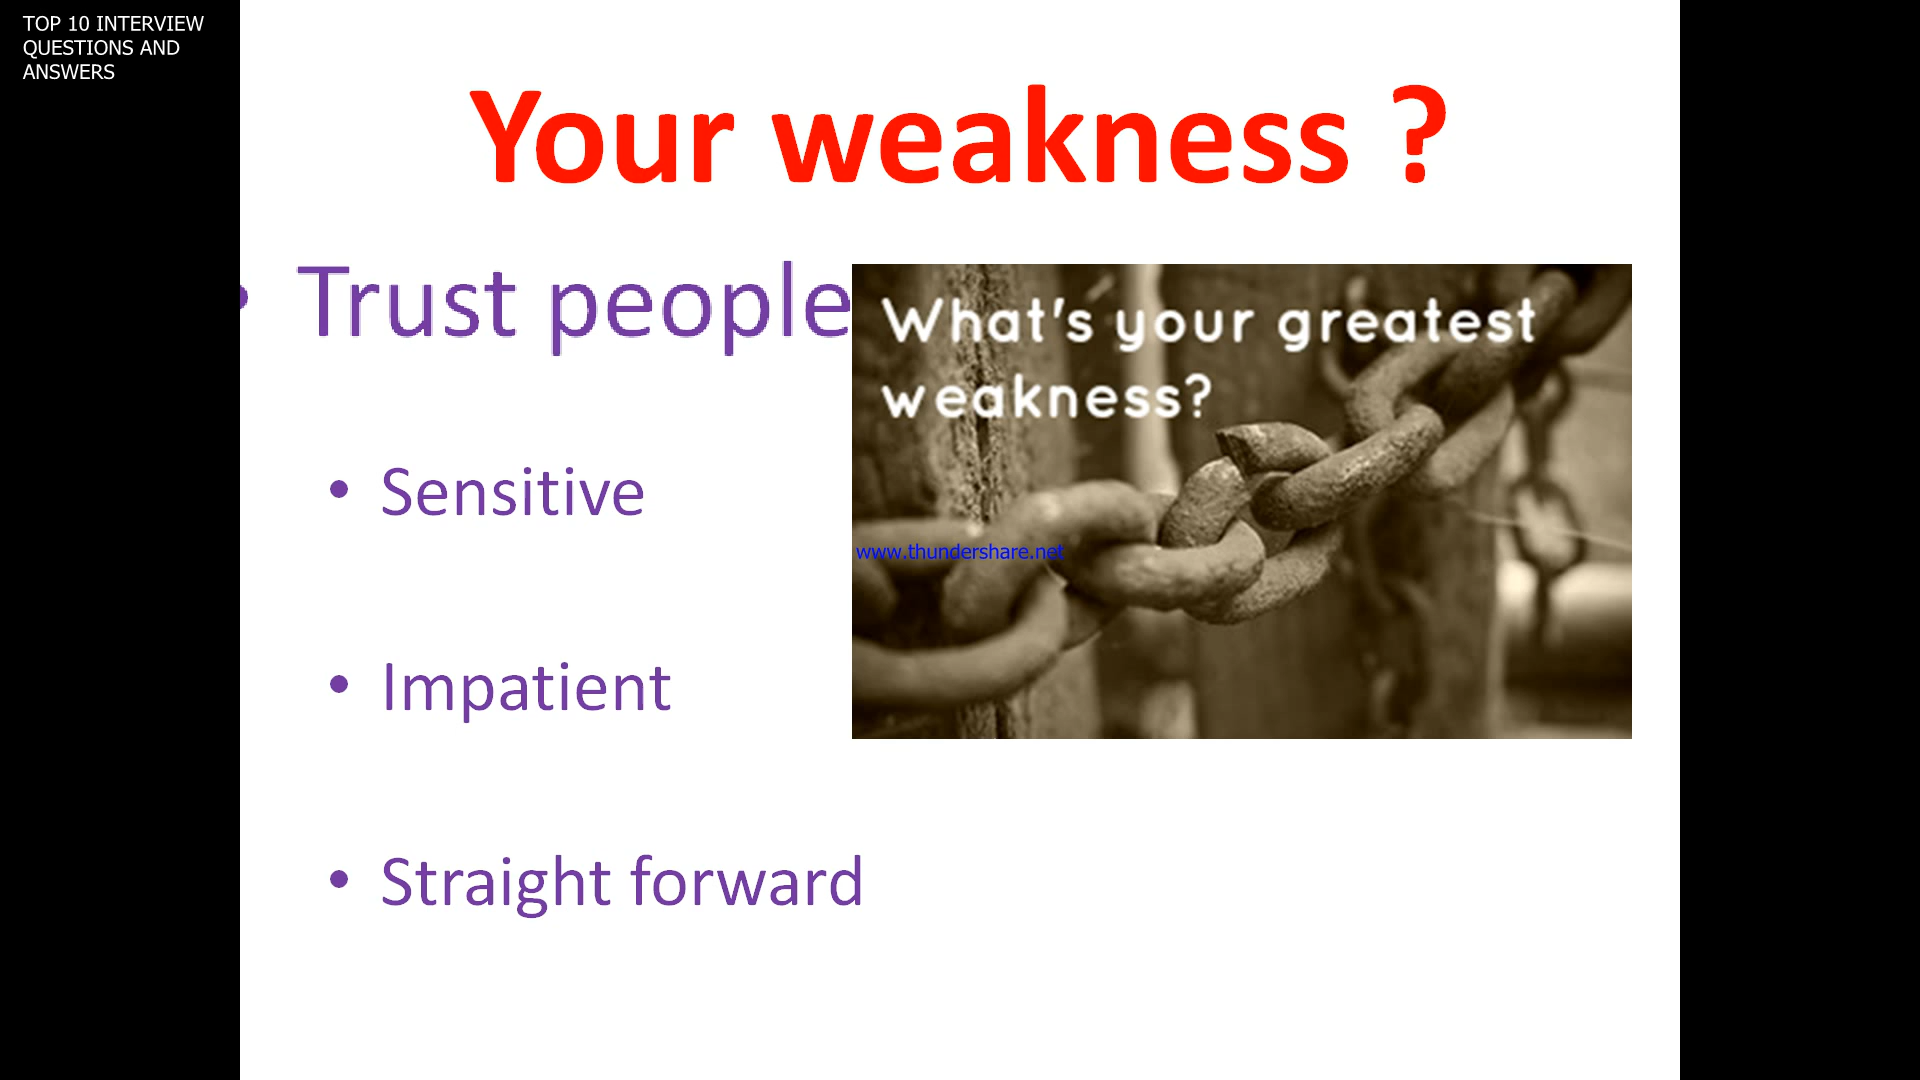 TOP 10 INTERVIEW
QUESTIONS AND
ANSWERS
Your weakness ?
• Trust people
What's your greatest
weakness?
• Sensitive
www.thundershare.net
• Impatient
• Straight forward